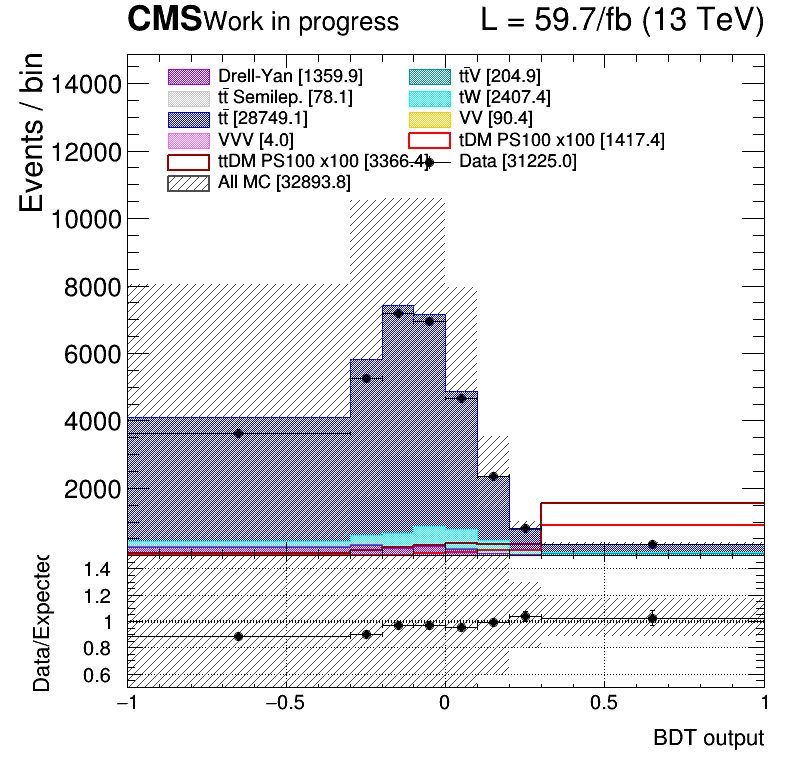 CMS Work in progress L = 59.7/fb (13 TeV)
Events / bin
Drell-Yan [1359.9] tt̄V [204.9]
tt̄ Semilep. [78.1] tW [2407.4]
tt̄ [28749.1] VV [90.4]
VVV [4.0] tDM PS100 x100 [1417.4]
ttDM PS100 x100 [3366.4] Data [31225.0]
All MC [32893.8]
14000
12000
10000
8000
6000
4000
2000
Data/Expected
1.4
1.2
1
0.8
0.6
−1 −0.5 0 0.5 1
BDT output